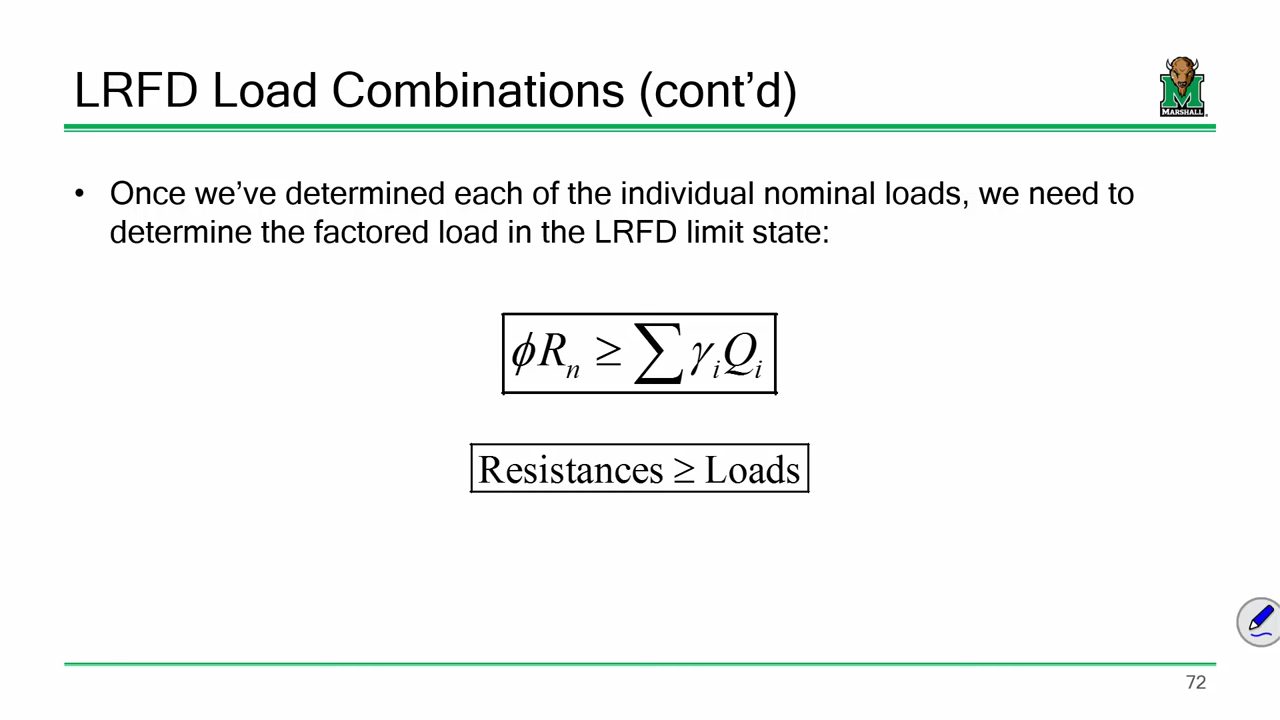 LRFD Load Combinations (cont’d)
MARSHALL
• Once we’ve determined each of the individual nominal loads, we need to
determine the factored load in the LRFD limit state:
ϕRₙ ≥ ∑ γᵢQᵢ
Resistances ≥ Loads
72